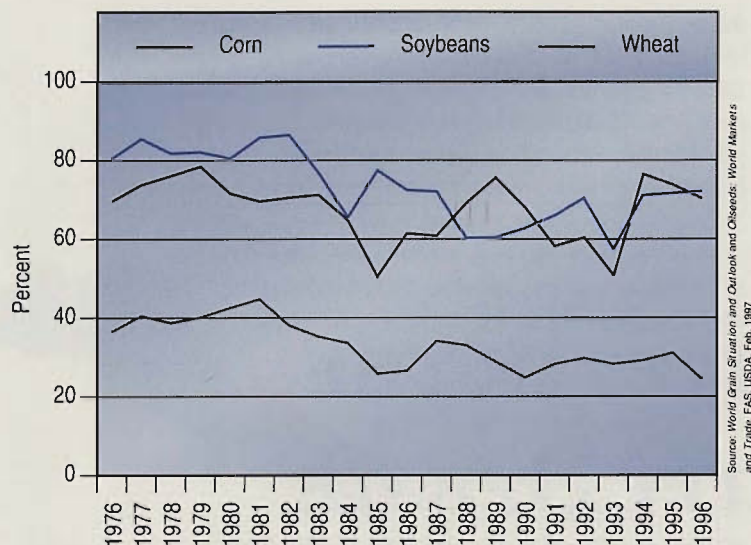 Corn Soybeans Wheat
100
80
60
40
20
0
Percent
1976 1977 1978 1979 1980 1981 1982 1983 1984 1985 1986 1987 1988 1989 1990 1991 1992 1993 1994 1995 1996
Source: World Grain Situation and Outlook and Oilseeds: World Markets
and Trade, FAS, USDA, Feb. 1997